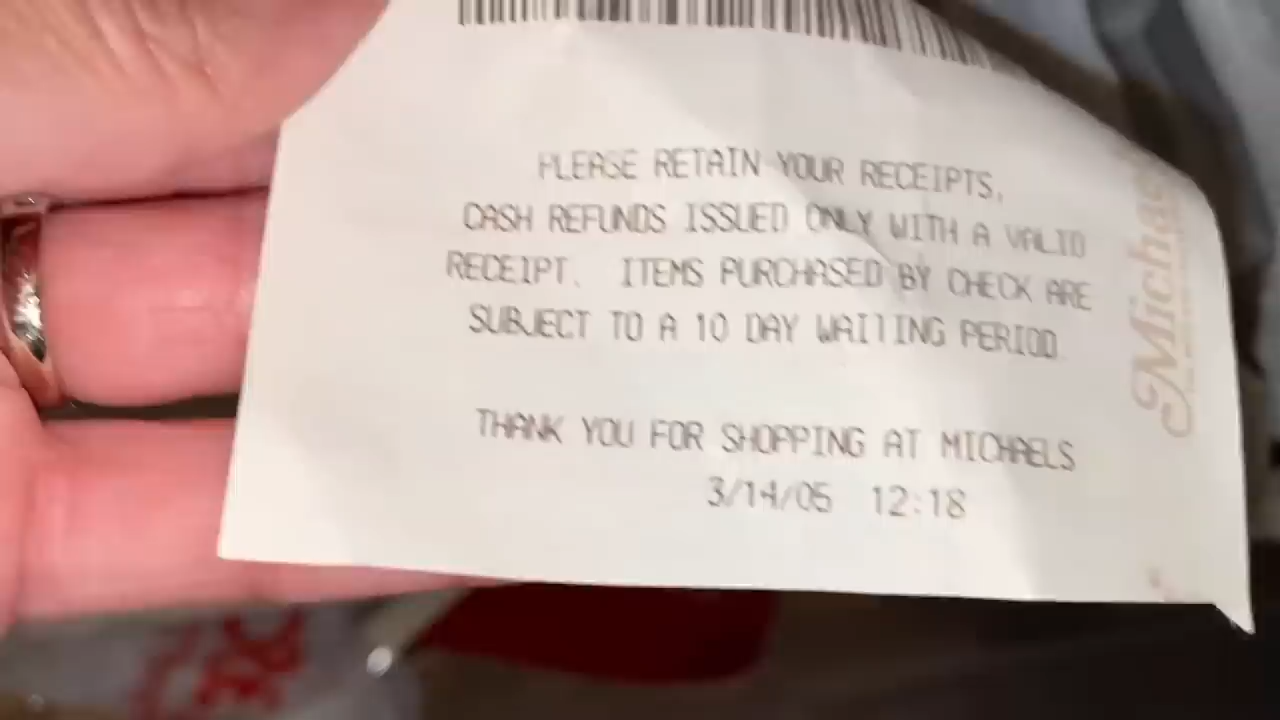 PLEASE RETAIN YOUR RECEIPTS,
CASH REFUNDS ISSUED ONLY WITH A VALID
RECEIPT. ITEMS PURCHASED BY CHECK ARE
SUBJECT TO A 10 DAY WAITING PERIOD.
THANK YOU FOR SHOPPING AT MICHAELS
3/14/05 12:18
Michaels